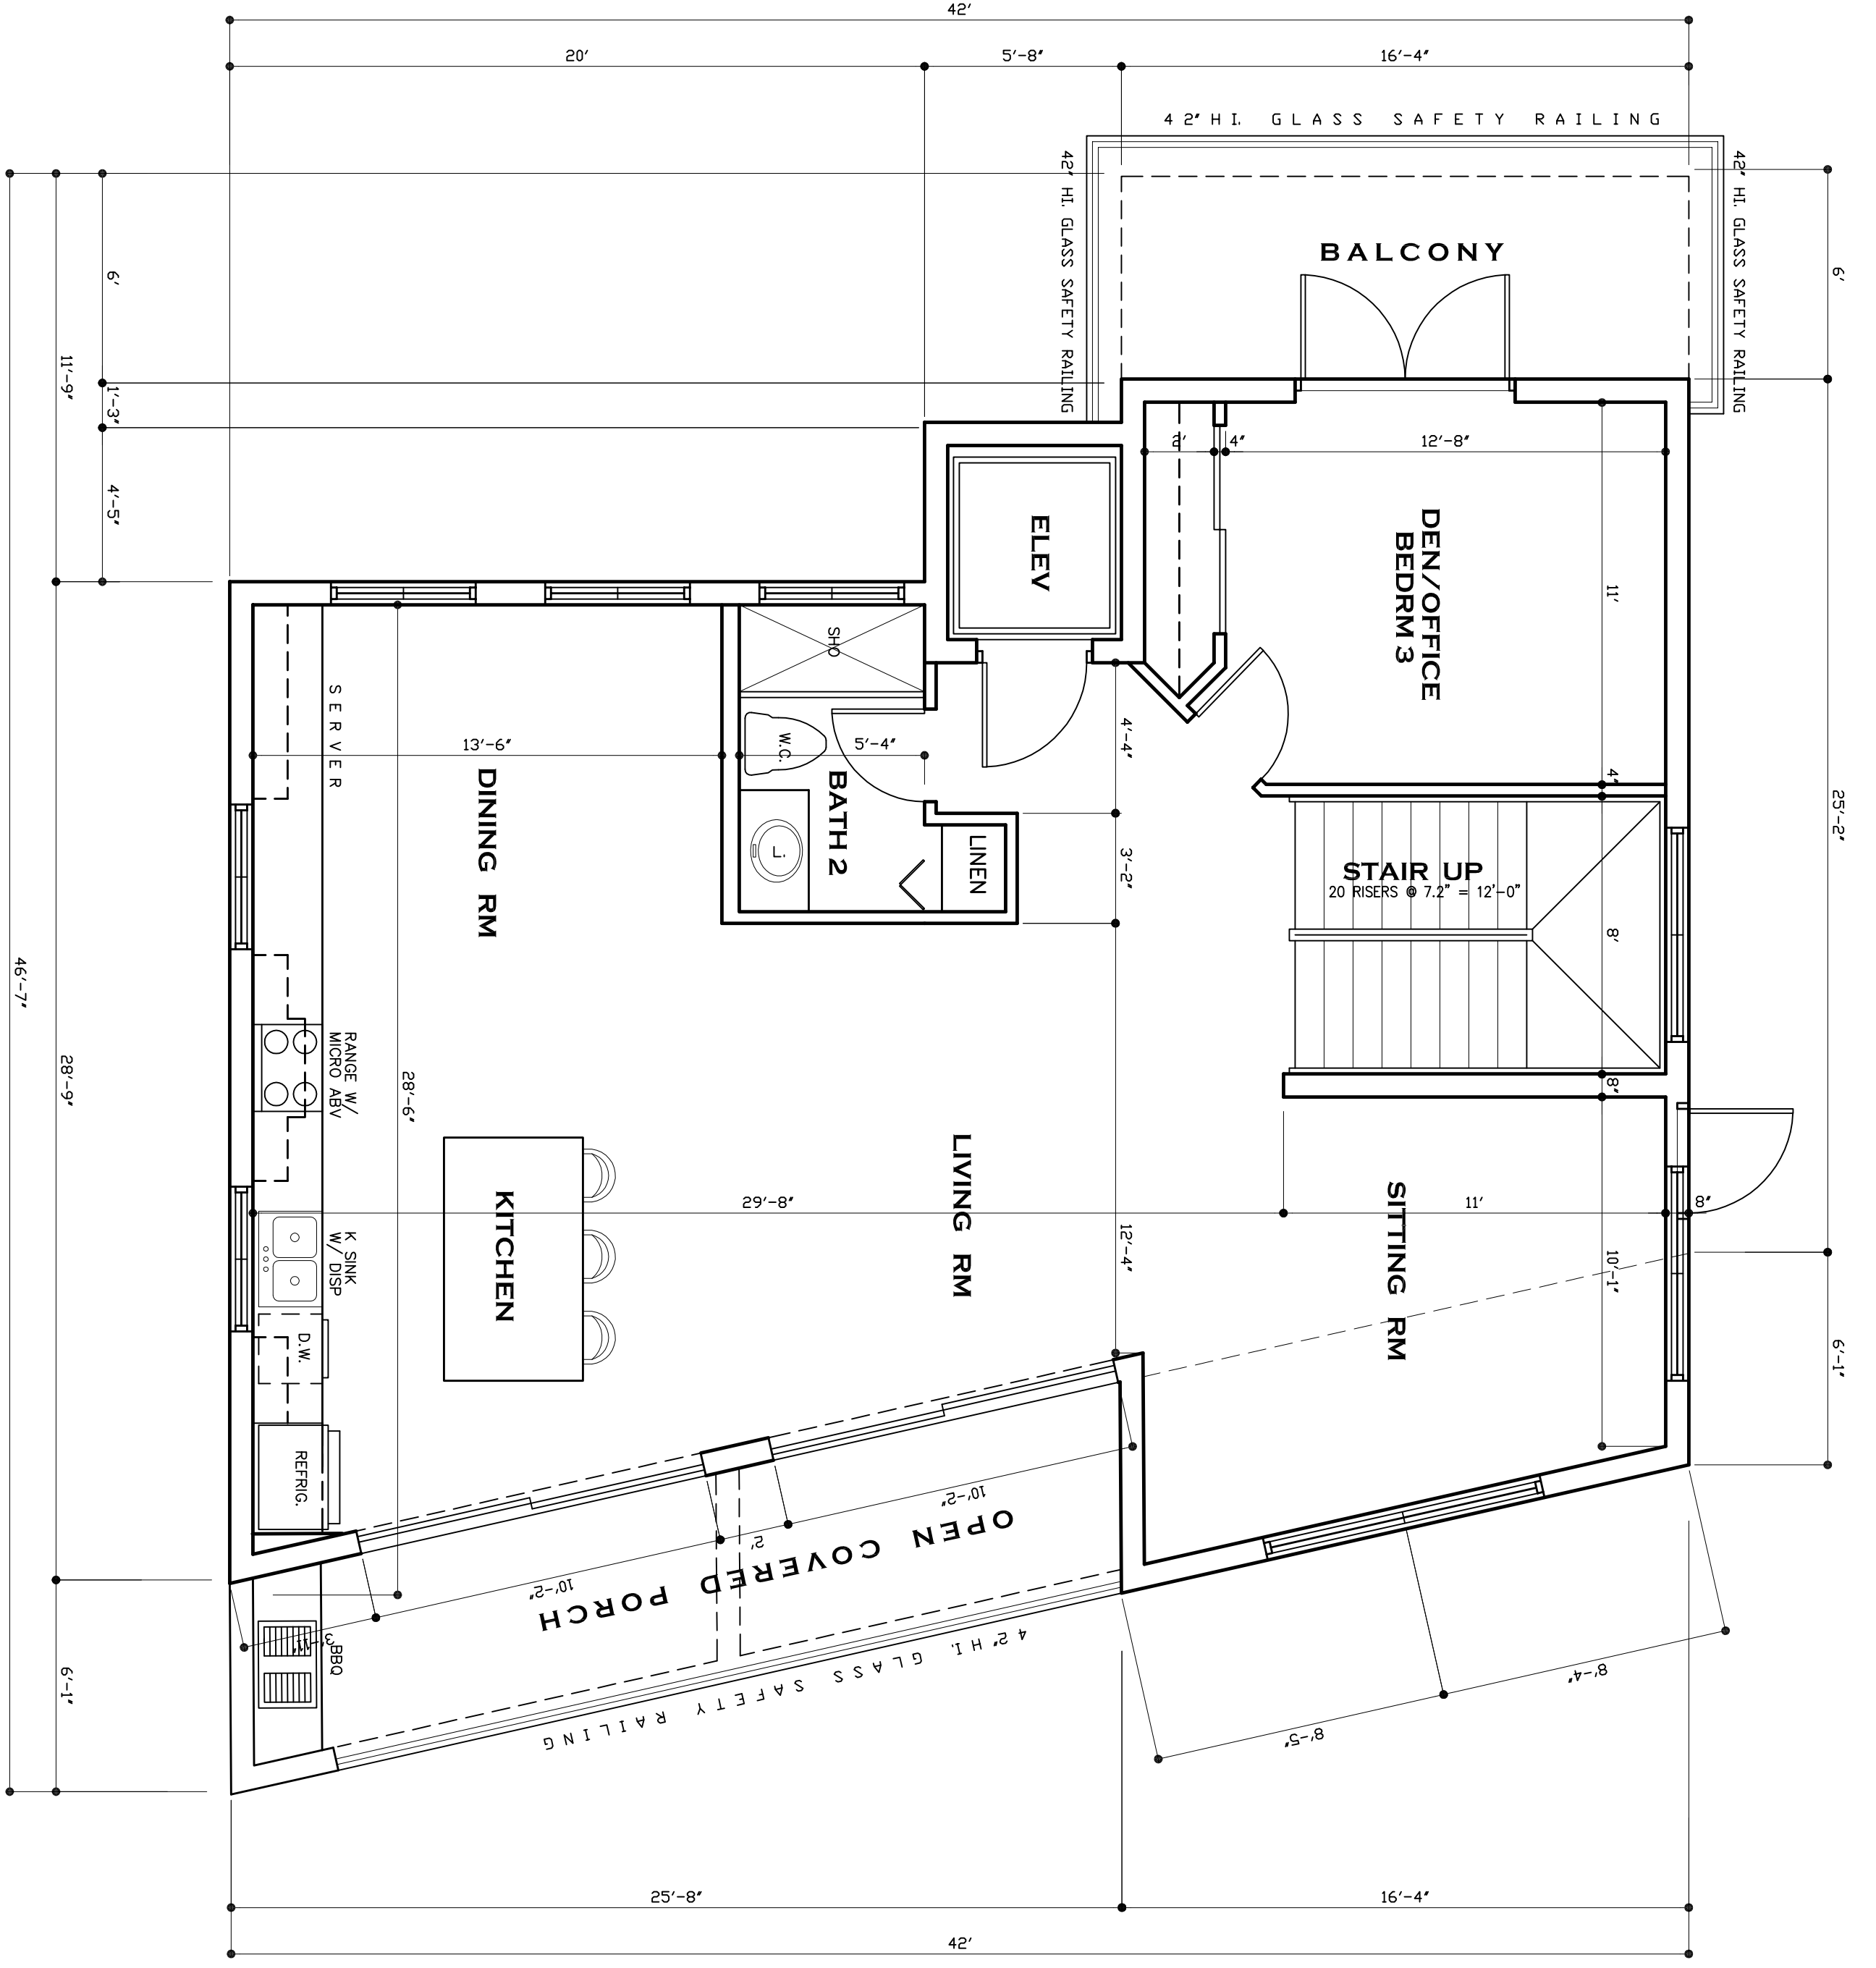 42'
20'
5'-8"
16'-4"
42" HI. GLASS SAFETY RAILING
42" HI. GLASS SAFETY RAILING
42" HI. GLASS SAFETY RAILING
BALCONY
6'
6'
11'-9"
1'-3"
4'-5"
2'
4"
12'-8"
ELEV
DEN/OFFICE
BEDRM 3
11'
SHO
SERVER
W.C.
13'-6"
5'-4"
4'-4"
4"
DINING RM
BATH 2
L.
LINEN
3'-2"
STAIR UP
20 RISERS @ 7.2" = 12'-0"
8'
25'-2"
46'-7"
28'-9"
RANGE W/
MICRO ABV
28'-6"
8"
KITCHEN
LIVING RM
SITTING RM
29'-8"
11'
8"
K SINK
W/ DISP
12'-4"
10'-1"
D.W.
6'-1"
REFRIG.
10'-2"
2'
10'-2"
3'-11"
OPEN COVERED PORCH
BBQ
42" HI. GLASS SAFETY RAILING
8'-4"
8'-5"
6'-1"
25'-8"
16'-4"
42'